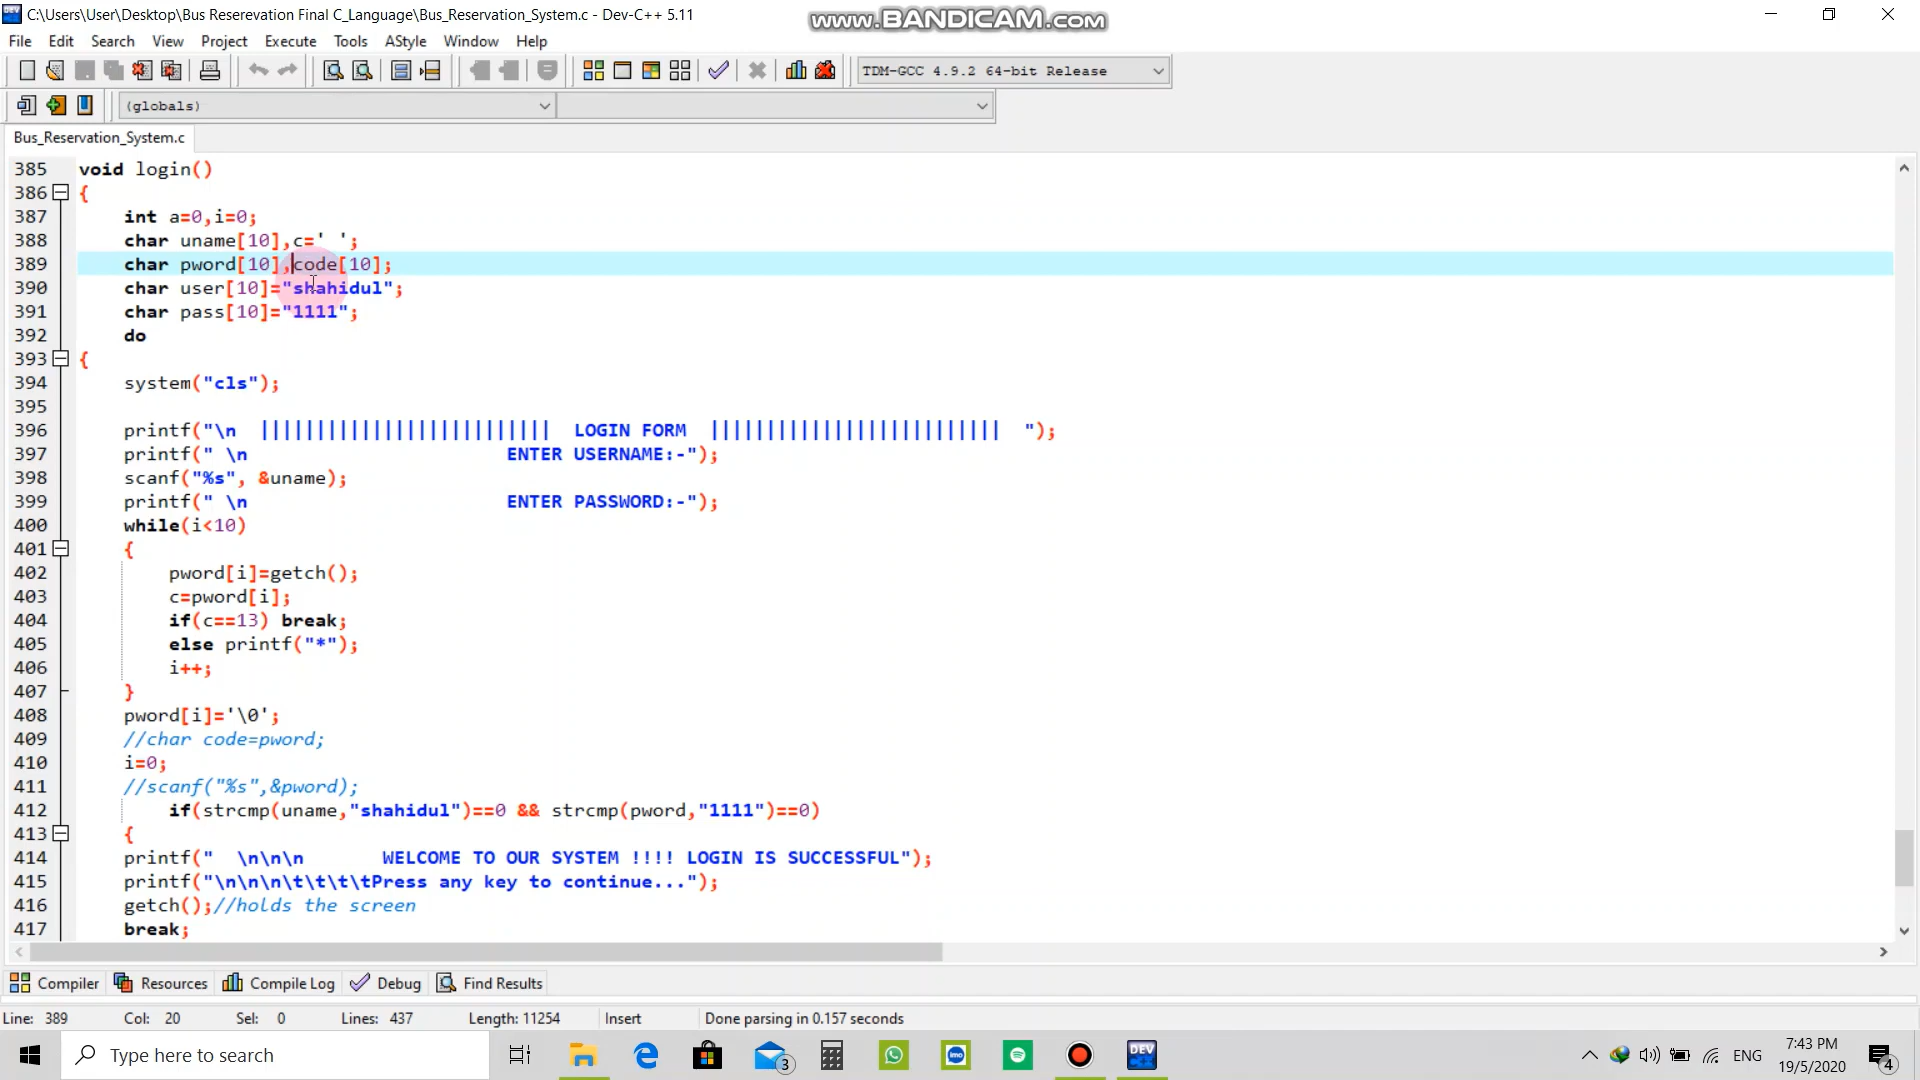 C:\Users\User\Desktop\Bus Reserevation Final C_Language\Bus_Reservation_System.c - Dev-C++ 5.11
www.BANDICAM.com
File Edit Search View Project Execute Tools AStyle Window Help
TDM-GCC 4.9.2 64-bit Release
(globals)
Bus_Reservation_System.c
385 void login()
386 {
387 int a=0,i=0;
388 char uname[10],c=' ';
389 char pword[10],code[10];
390 char user[10]="shahidul";
391 char pass[10]="1111";
392 do
393 {
394 system("cls");
395
396 printf("\n |||||||||||||||||||||||||| LOGIN FORM |||||||||||||||||||||||||| ");
397 printf(" \n ENTER USERNAME:-");
398 scanf("%s", &uname);
399 printf(" \n ENTER PASSWORD:-");
400 while(i<10)
401 {
402 pword[i]=getch();
403 c=pword[i];
404 if(c==13) break;
405 else printf("*");
406 i++;
407 }
408 pword[i]='\0';
409 //char code=pword;
410 i=0;
411 //scanf("%s",&pword);
412 if(strcmp(uname,"shahidul")==0 && strcmp(pword,"1111")==0)
413 {
414 printf(" \n\n\n WELCOME TO OUR SYSTEM !!!! LOGIN IS SUCCESSFUL");
415 printf("\n\n\n\t\t\t\tPress any key to continue...");
416 getch();//holds the screen
417 break;
Compiler Resources Compile Log Debug Find Results
Line: 389 Col: 20 Sel: 0 Lines: 437 Length: 11254 Insert Done parsing in 0.157 seconds
Type here to search
3
imo
DEV
ENG
7:43 PM
19/5/2020
4